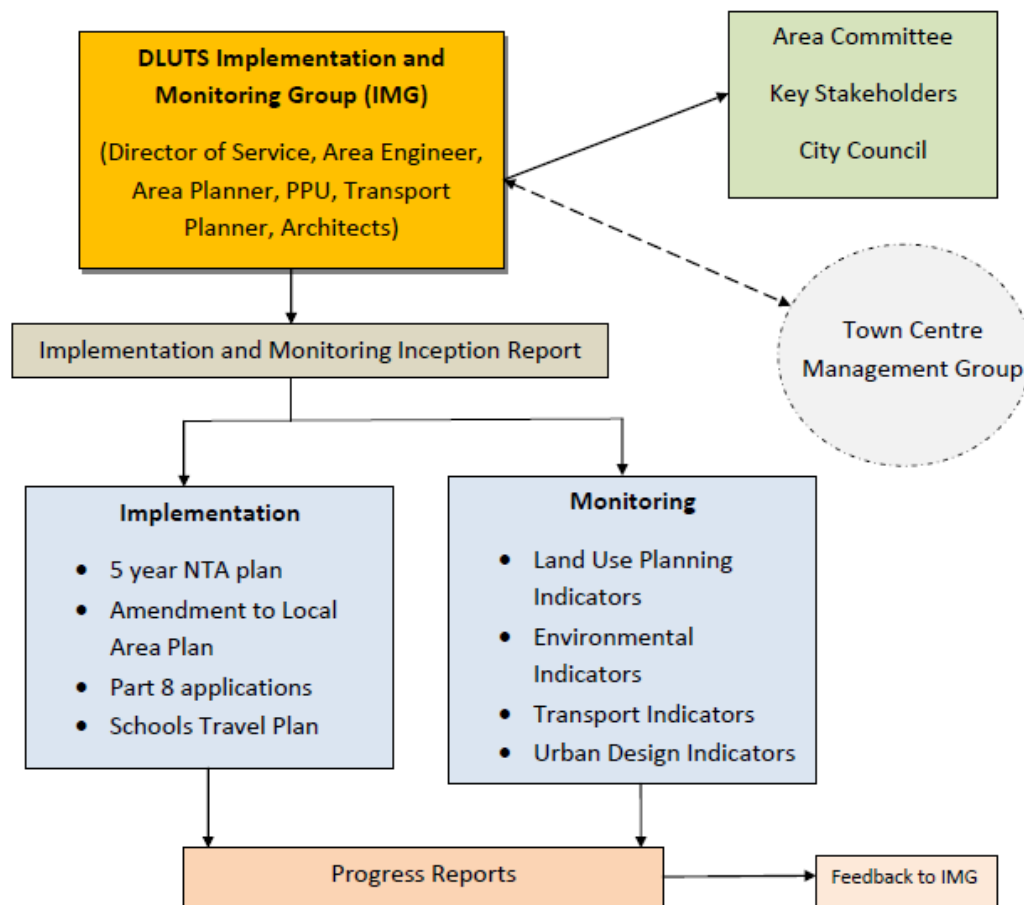 DLUTS Implementation and
Monitoring Group (IMG)
(Director of Service, Area Engineer,
Area Planner, PPU, Transport
Planner, Architects)
Area Committee
Key Stakeholders
City Council
Town Centre
Management Group
Implementation and Monitoring Inception Report
Implementation
• 5 year NTA plan
• Amendment to Local
Area Plan
• Part 8 applications
• Schools Travel Plan
Monitoring
• Land Use Planning
Indicators
• Environmental
Indicators
• Transport Indicators
• Urban Design Indicators
Progress Reports
Feedback to IMG